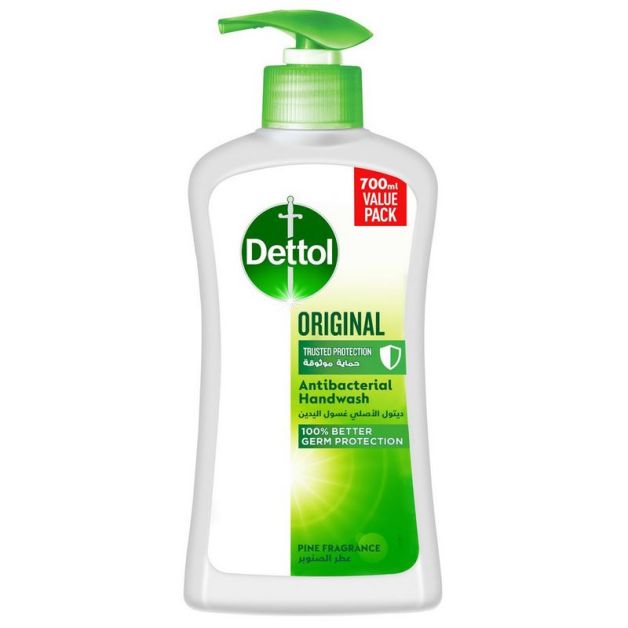 700ml
VALUE
PACK
Dettol
ORIGINAL
TRUSTED PROTECTION
حماية موثوقة
Antibacterial
Handwash
ديتول الأصلي غسول اليدين
100% BETTER
GERM PROTECTION
PINE FRAGRANCE
عطر الصنوبر